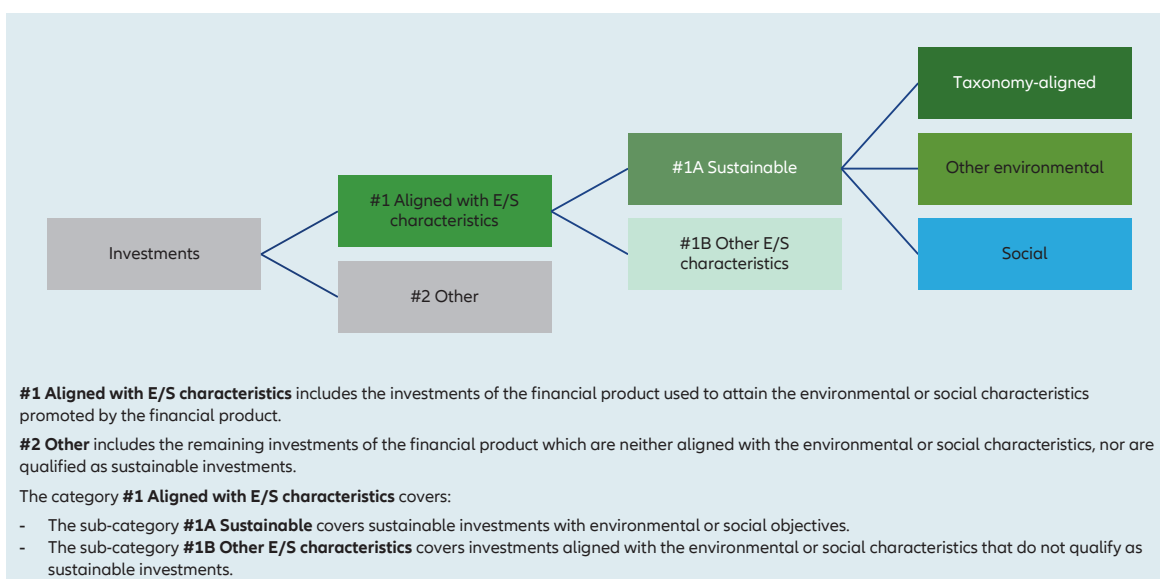 Taxonomy-aligned
#1A Sustainable
Other environmental
#1 Aligned with E/S
characteristics
#1B Other E/S
characteristics
Investments
Social
#2 Other
#1 Aligned with E/S characteristics includes the investments of the financial product used to attain the environmental or social characteristics
promoted by the financial product.
#2 Other includes the remaining investments of the financial product which are neither aligned with the environmental or social characteristics, nor are
qualified as sustainable investments.
The category #1 Aligned with E/S characteristics covers:
- The sub-category #1A Sustainable covers sustainable investments with environmental or social objectives.
- The sub-category #1B Other E/S characteristics covers investments aligned with the environmental or social characteristics that do not qualify as
sustainable investments.